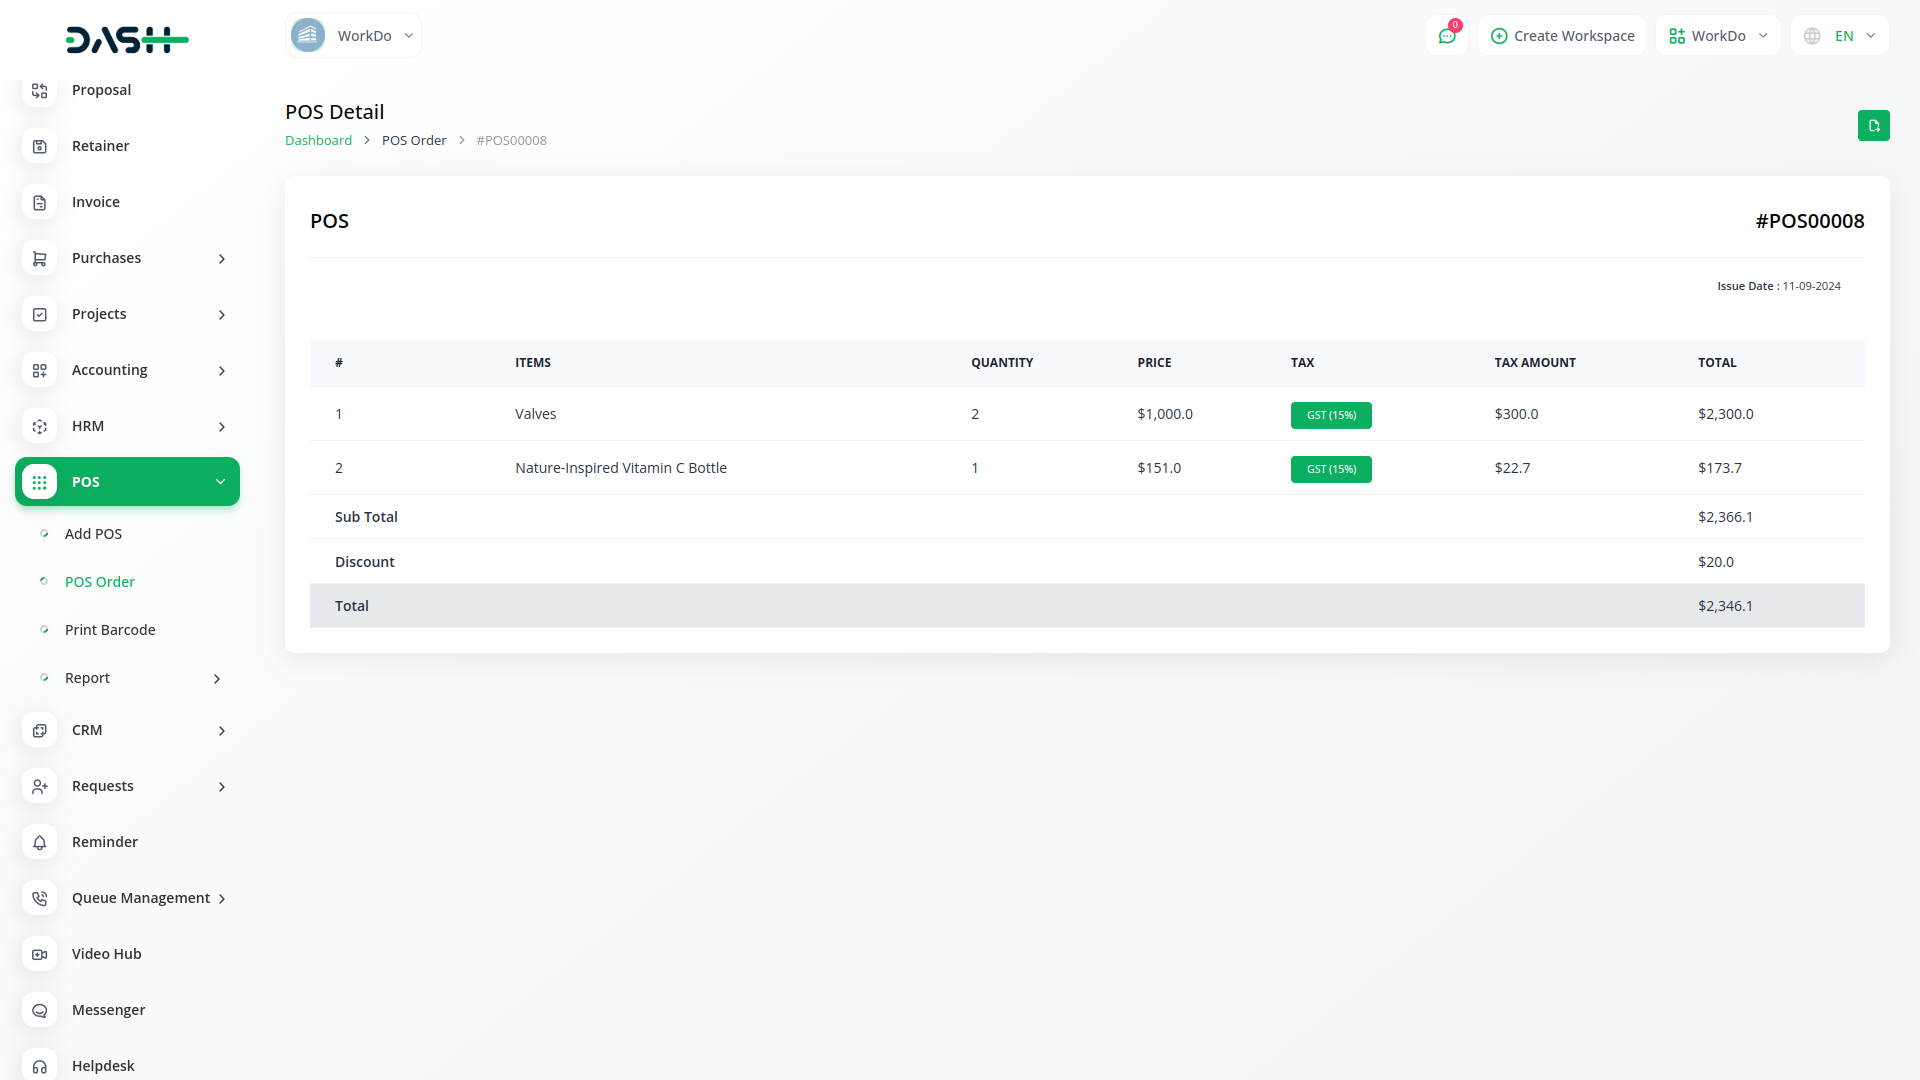 DASH
WorkDo
0
Create Workspace
WorkDo
EN
Proposal
Retainer
Invoice
Purchases
Projects
Accounting
HRM
POS
Add POS
POS Order
Print Barcode
Report
CRM
Requests
Reminder
Queue Management
Video Hub
Messenger
Helpdesk
POS Detail
Dashboard > POS Order > #POS00008
POS #POS00008
Issue Date : 11-09-2024
# ITEMS QUANTITY PRICE TAX TAX AMOUNT TOTAL
1 Valves 2 $1,000.0 GST (15%) $300.0 $2,300.0
2 Nature-Inspired Vitamin C Bottle 1 $151.0 GST (15%) $22.7 $173.7
Sub Total $2,366.1
Discount $20.0
Total $2,346.1